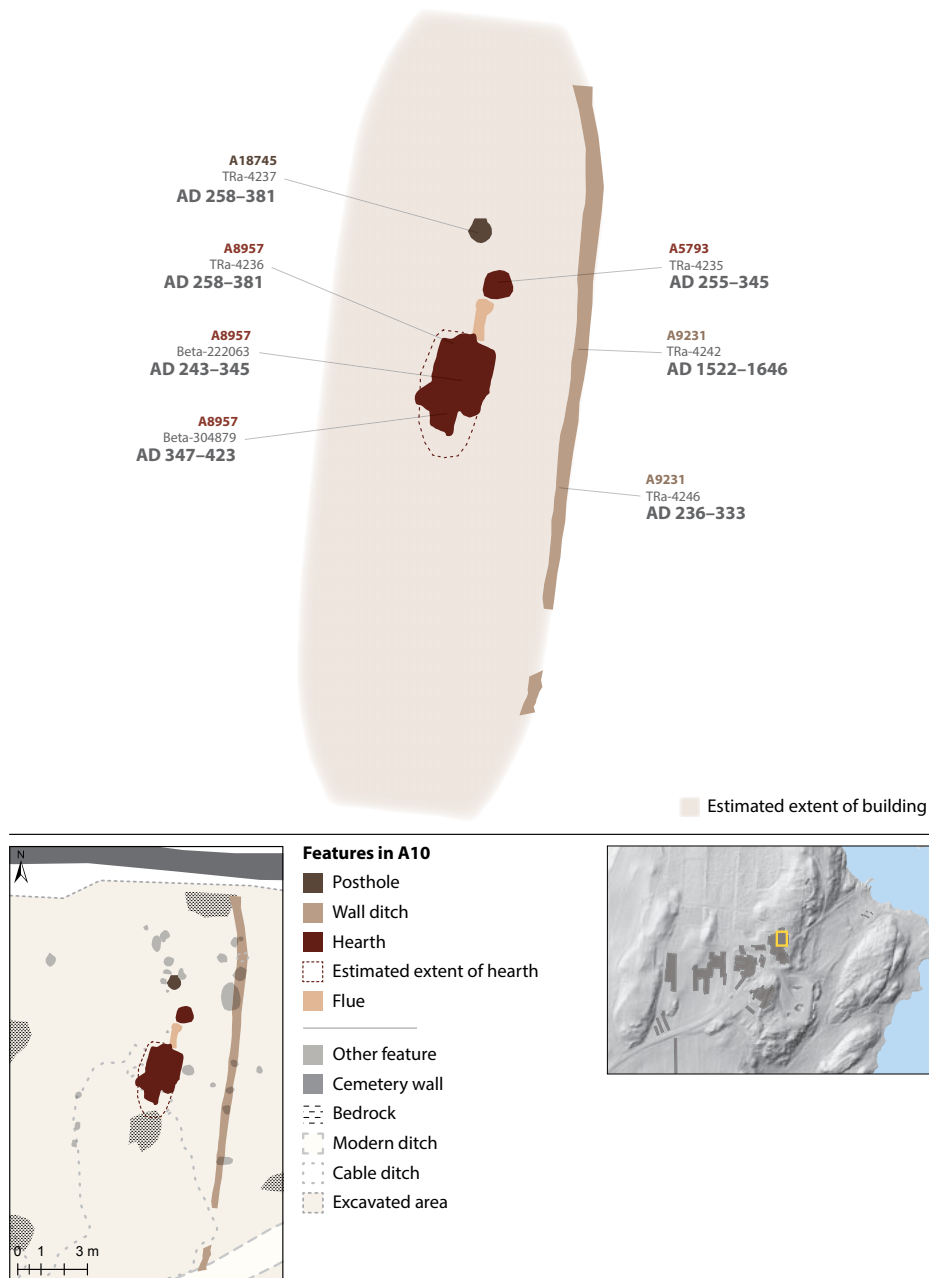 A18745
TRa-4237
AD 258–381
A8957
TRa-4236
AD 258–381
A8957
Beta-222063
AD 243–345
A8957
Beta-304879
AD 347–423
A5793
TRa-4235
AD 255–345
A9231
TRa-4242
AD 1522–1646
A9231
TRa-4246
AD 236–333
Estimated extent of building
N
0 1 3 m
Features in A10
Posthole
Wall ditch
Hearth
Estimated extent of hearth
Flue
Other feature
Cemetery wall
Bedrock
Modern ditch
Cable ditch
Excavated area